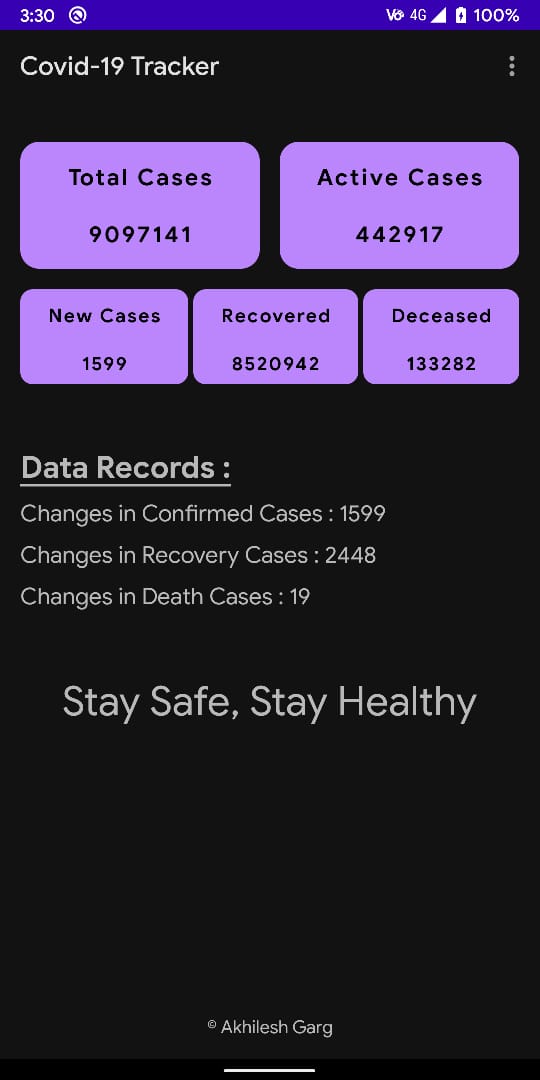 3:30 Vo 4G 100%
Covid-19 Tracker
Total Cases Active Cases
9097141 442917
New Cases Recovered Deceased
1599 8520942 133282
Data Records :
Changes in Confirmed Cases : 1599
Changes in Recovery Cases : 2448
Changes in Death Cases : 19
Stay Safe, Stay Healthy
© Akhilesh Garg